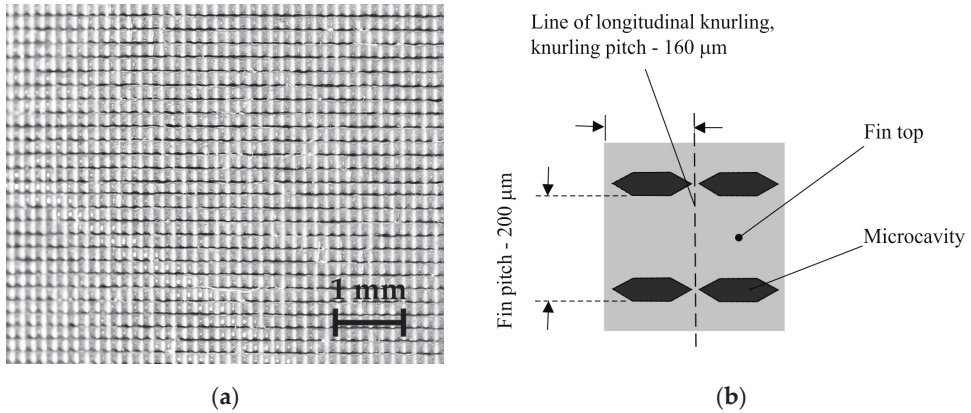 1 mm
(a)
Line of longitudinal knurling,
knurling pitch - 160 μm
Fin top
Fin pitch - 200 μm
Microcavity
(b)